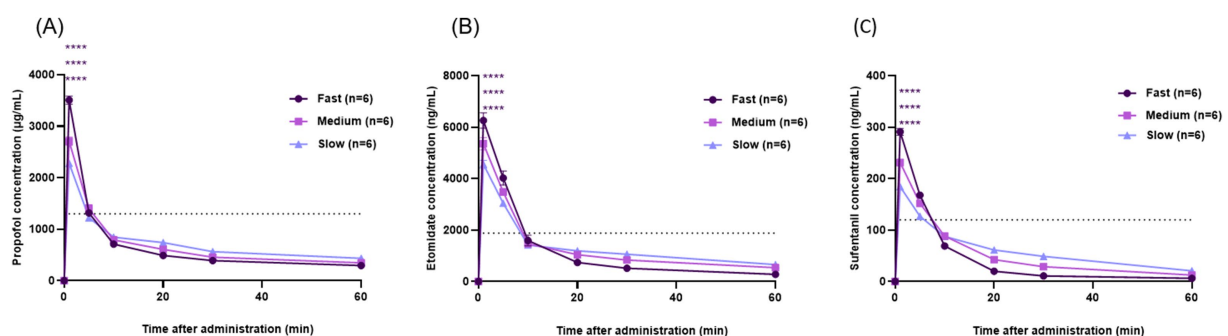 (A)
****
****
****
Propofol concentration (µg/mL)
4000
3000
2000
1000
0
0
20
40
60
Time after administration (min)
Fast (n=6)
Medium (n=6)
Slow (n=6)
(B)
****
****
****
Etomidate concentration (ng/mL)
8000
6000
4000
2000
0
0
20
40
60
Time after administration (min)
Fast (n=6)
Medium (n=6)
Slow (n=6)
(C)
****
****
****
Sufuentanil concentration (ng/mL)
400
300
200
100
0
0
20
40
60
Time after administration (min)
Fast (n=6)
Medium (n=6)
Slow (n=6)